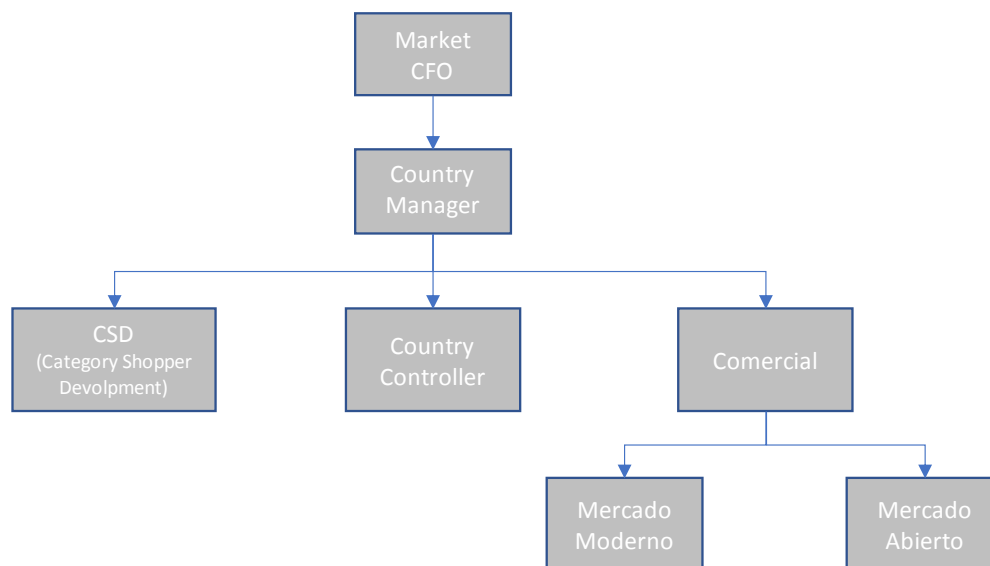 Market
CFO
Country
Manager
CSD
(Category Shopper
Devolpment)
Country
Controller
Comercial
Mercado
Moderno
Mercado
Abierto